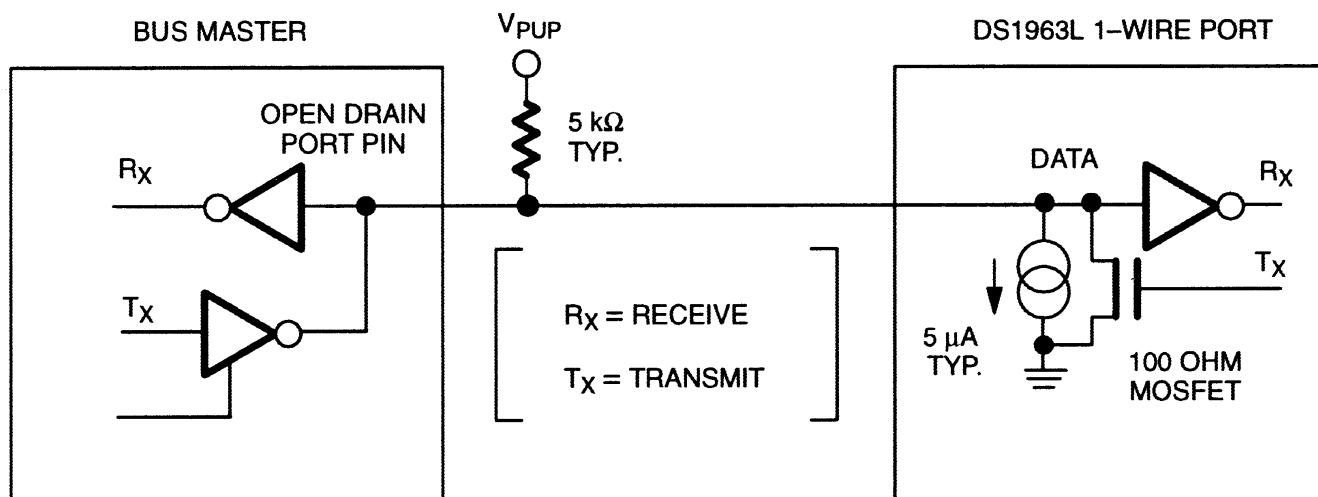 BUS MASTER
V_PUP
DS1963L 1–WIRE PORT
OPEN DRAIN
PORT PIN
5 kΩ
TYP.
R_X
DATA
R_X
T_X
T_X
R_X = RECEIVE
T_X = TRANSMIT
5 μA
TYP.
100 OHM
MOSFET